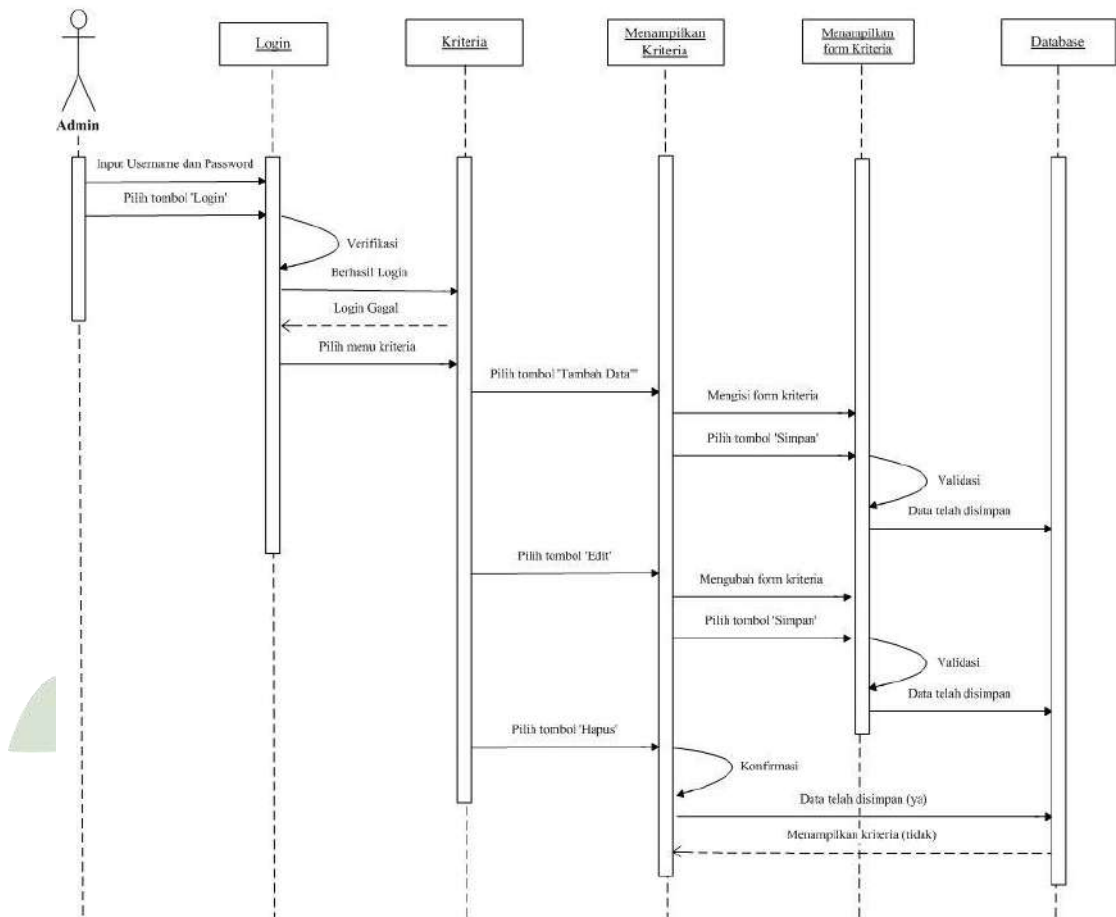 Login
Kriteria
Menampilkan
Kriteria
Menampilkan
form Kriteria
Database
Admin
Input Username dan Password
Pilih tombol 'Login'
Verifikasi
Berhasil Login
Login Gagal
Pilih menu kriteria
Pilih tombol 'Tambah Data'"
Mengisi form kriteria
Pilih tombol 'Simpan'
Validasi
Data telah disimpan
Pilih tombol 'Edit'
Mengubah form kriteria
Pilih tombol 'Simpan'
Validasi
Data telah disimpan
Pilih tombol 'Hapus'
Konfirmasi
Data telah disimpan (ya)
Menampilkan kriteria (tidak)